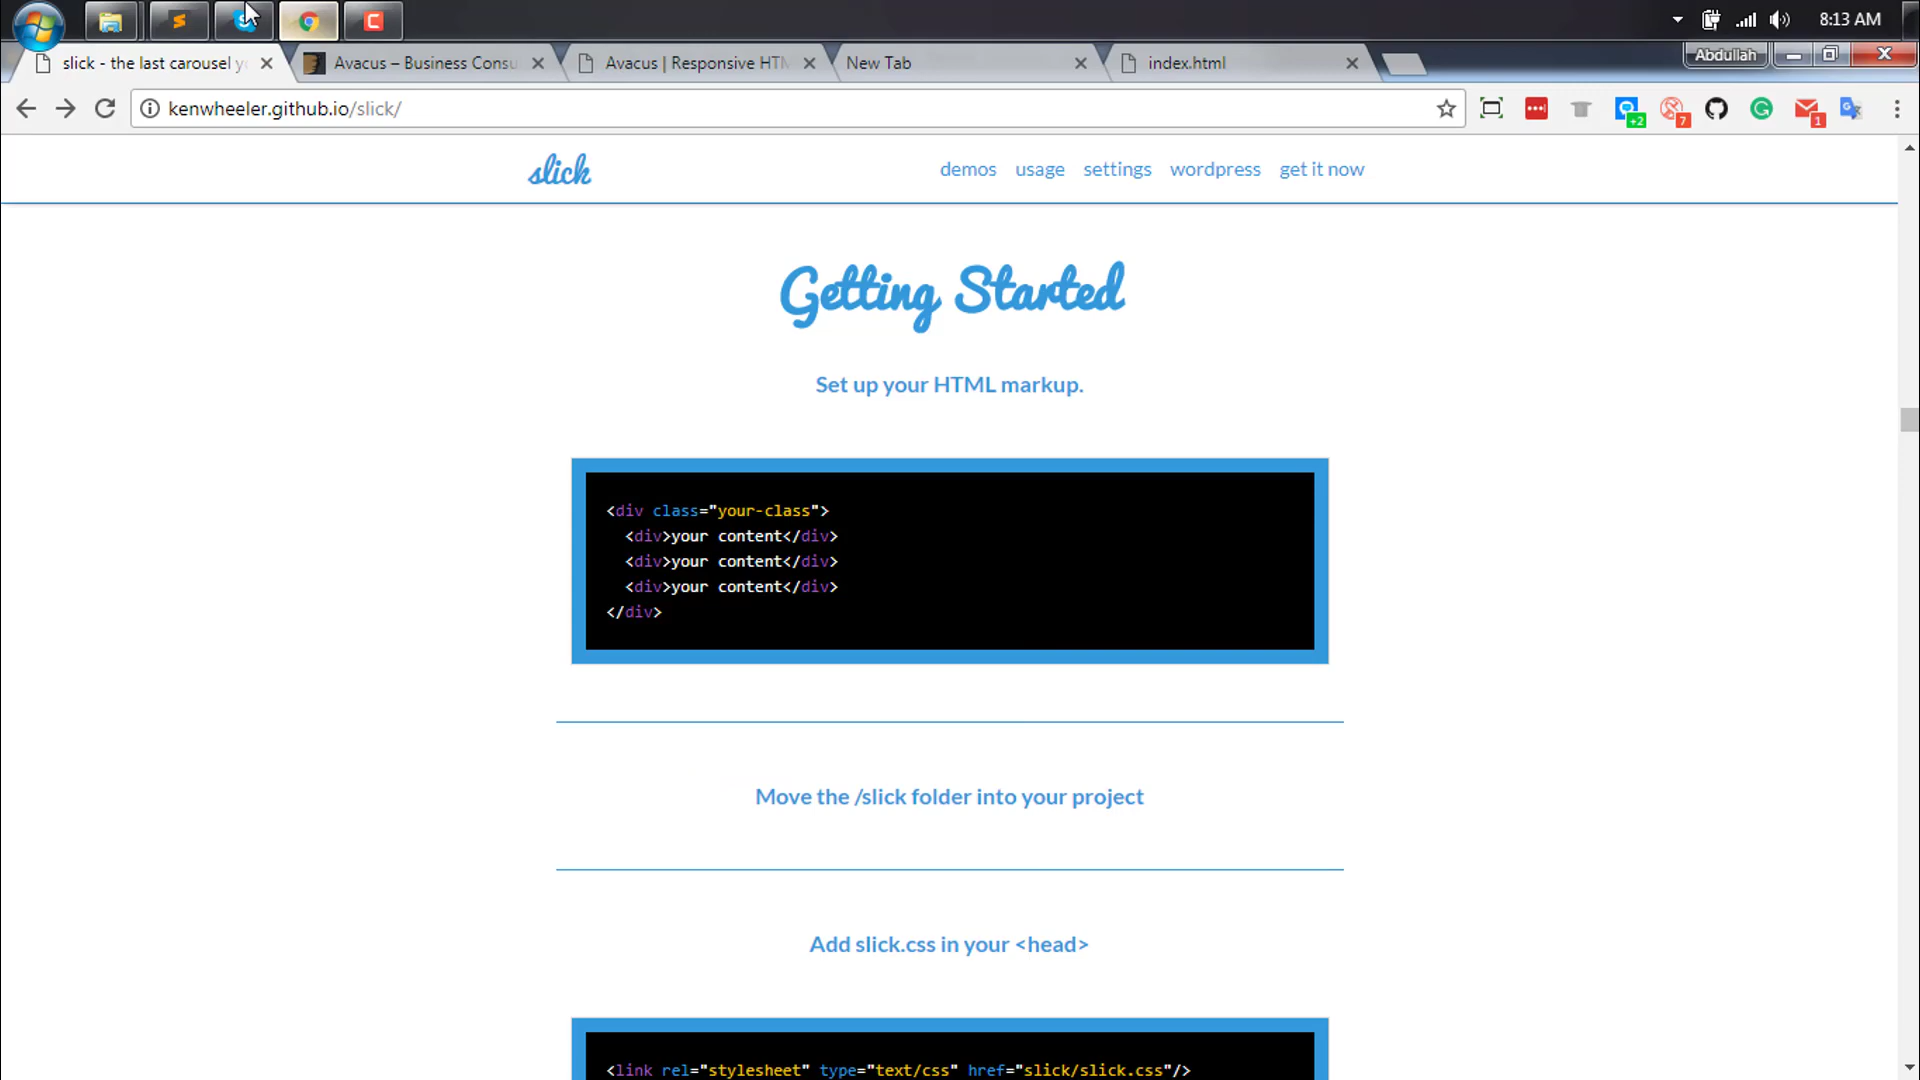 8:13 AM
slick - the last carousel y
Avacus – Business Consu
Avacus | Responsive HTM
New Tab
index.html
Abdullah
kenwheeler.github.io/slick/
+2
7
1
slick
demos usage settings wordpress get it now
Getting Started
Set up your HTML markup.
<div class="your-class">
<div>your content</div>
<div>your content</div>
<div>your content</div>
</div>
Move the /slick folder into your project
Add slick.css in your <head>
<link rel="stylesheet" type="text/css" href="slick/slick.css"/>